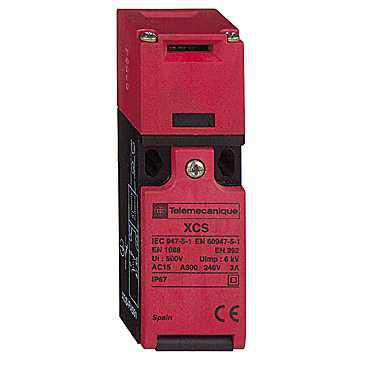 Telemecanique
XCS
IEC 947-5-1 EN 60947-5-1
EN 1088 EN 292
Ui : 500V Uimp : 6 kV
AC15 A300 240V 3A
IP67
Spain CE